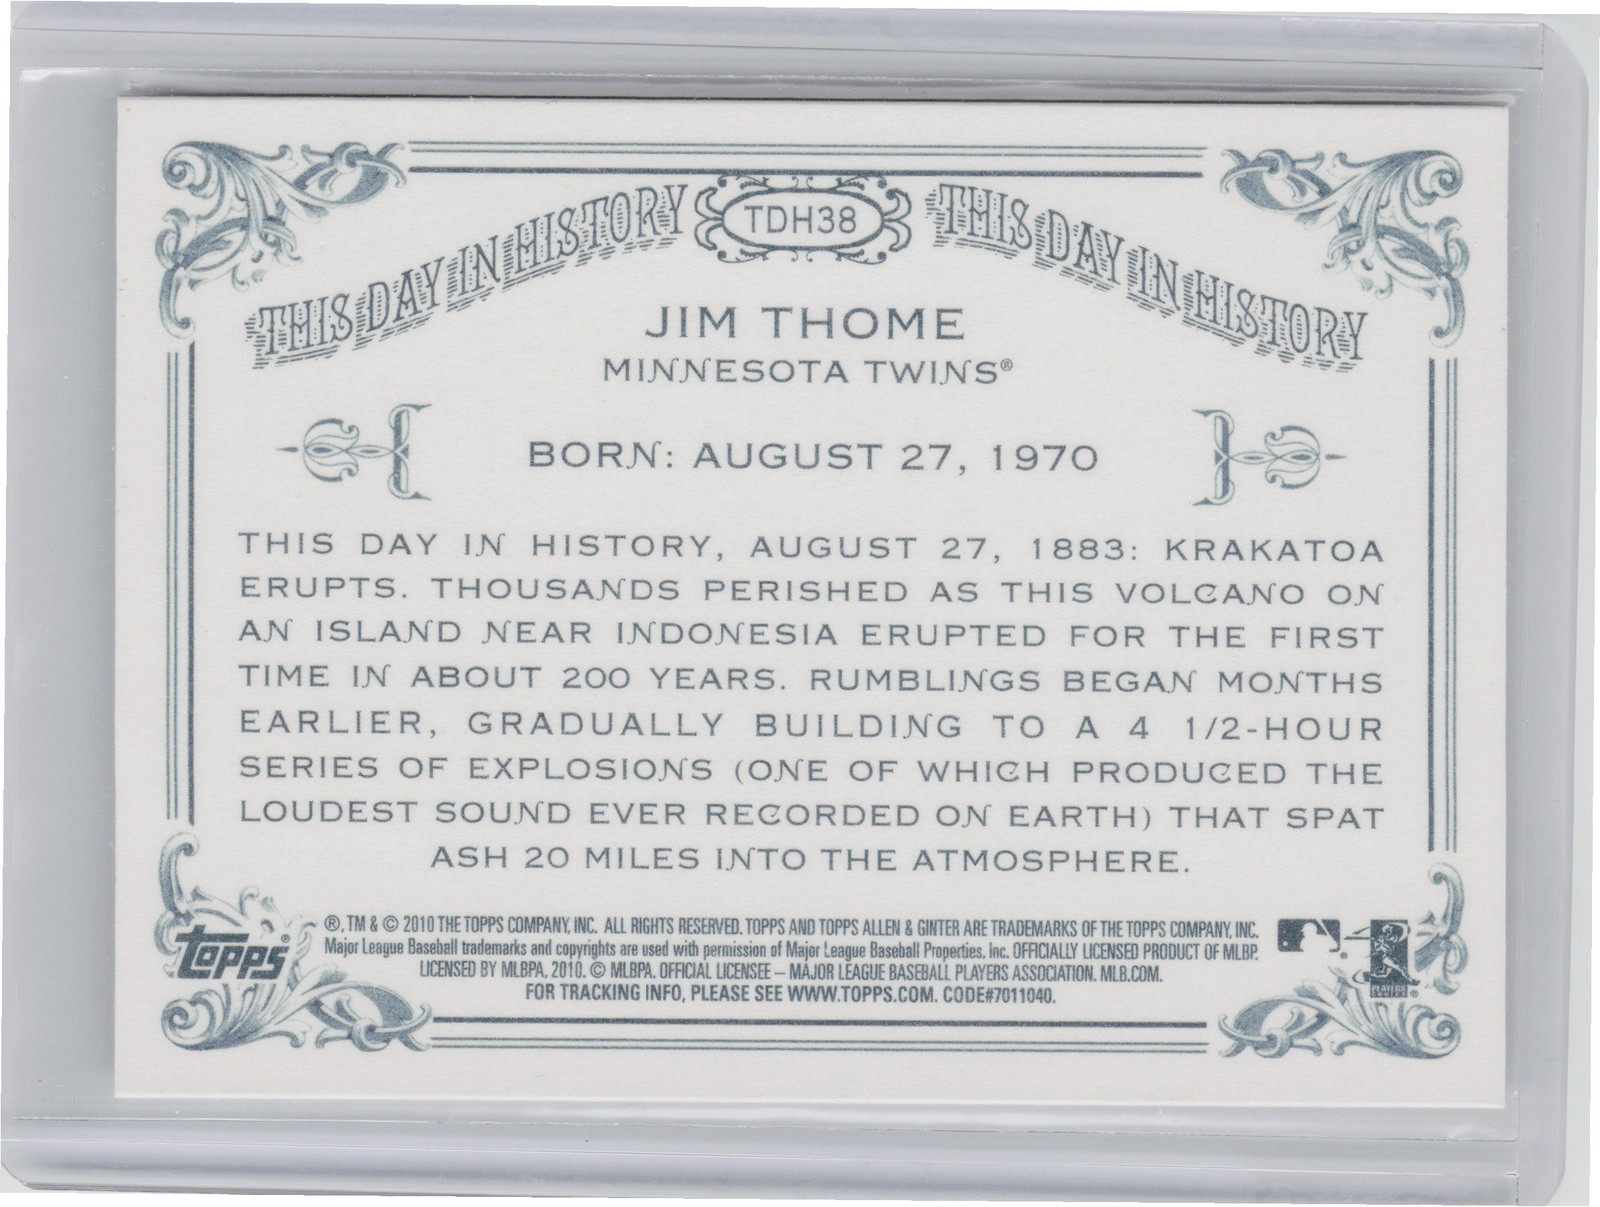 THIS DAY IN HISTORY TDH38 THIS DAY IN HISTORY
JIM THOME
MINNESOTA TWINS®
BORN: AUGUST 27, 1970
THIS DAY IN HISTORY, AUGUST 27, 1883: KRAKATOA
ERUPTS. THOUSANDS PERISHED AS THIS VOLCANO ON
AN ISLAND NEAR INDONESIA ERUPTED FOR THE FIRST
TIME IN ABOUT 200 YEARS. RUMBLINGS BEGAN MONTHS
EARLIER, GRADUALLY BUILDING TO A 4 1/2-HOUR
SERIES OF EXPLOSIONS (ONE OF WHICH PRODUCED THE
LOUDEST SOUND EVER RECORDED ON EARTH) THAT SPAT
ASH 20 MILES INTO THE ATMOSPHERE.
Topps®
®, TM & © 2010 THE TOPPS COMPANY, INC. ALL RIGHTS RESERVED. TOPPS AND TOPPS ALLEN & GINTER ARE TRADEMARKS OF THE TOPPS COMPANY, INC.
Major League Baseball trademarks and copyrights are used with permission of Major League Baseball Properties, Inc. OFFICIALLY LICENSED PRODUCT OF MLBP.
LICENSED BY MLBPA, 2010. © MLBPA. OFFICIAL LICENSEE – MAJOR LEAGUE BASEBALL PLAYERS ASSOCIATION. MLB.COM.
FOR TRACKING INFO, PLEASE SEE WWW.TOPPS.COM. CODE#7011040.
PLAYERS
CHOICE®